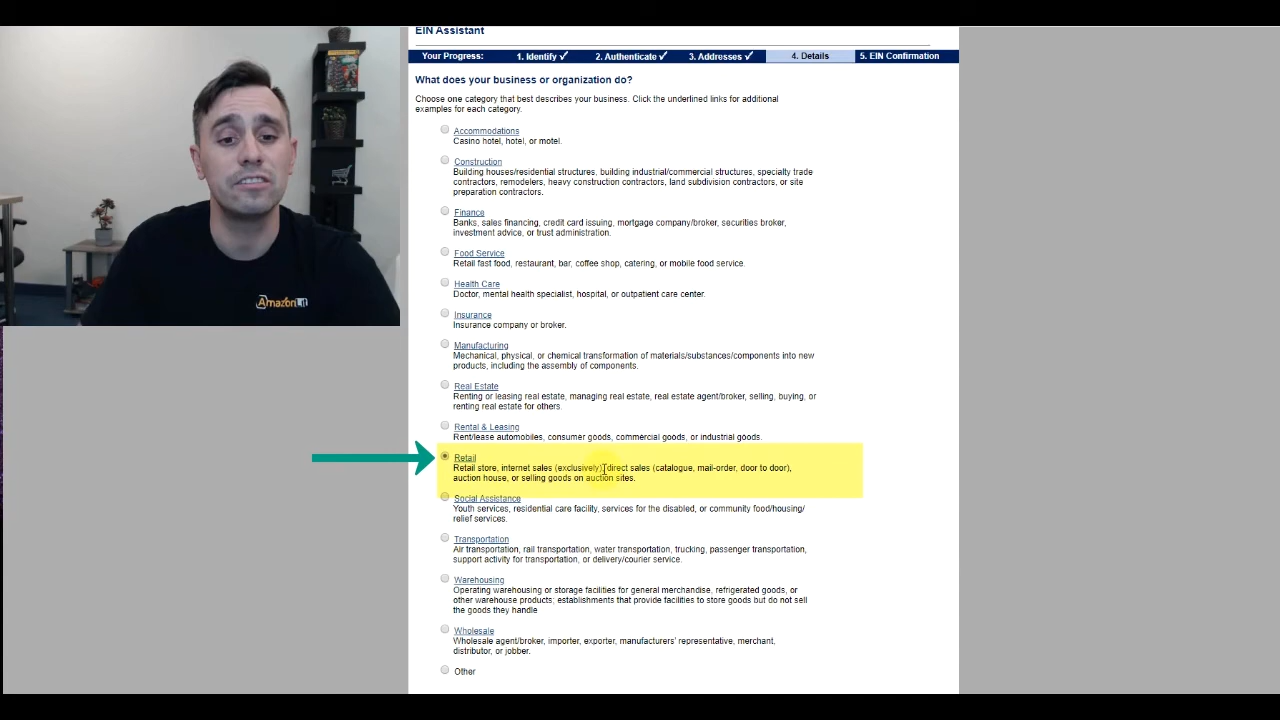 EIN Assistant
Your Progress: 1. Identify ✓ 2. Authenticate ✓ 3. Addresses ✓ 4. Details 5. EIN Confirmation
What does your business or organization do?
Choose one category that best describes your business. Click the underlined links for additional
examples for each category.
Accommodations
Casino hotel, hotel, or motel.
Construction
Building houses/residential structures, building industrial/commercial structures, specialty trade
contractors, remodelers, heavy construction contractors, land subdivision contractors, or site
preparation contractors.
Finance
Banks, sales financing, credit card issuing, mortgage company/broker, securities broker,
investment advice, or trust administration.
Food Service
Retail fast food, restaurant, bar, coffee shop, catering, or mobile food service.
Health Care
Doctor, mental health specialist, hospital, or outpatient care center.
Insurance
Insurance company or broker.
Manufacturing
Mechanical, physical, or chemical transformation of materials/substances/components into new
products, including the assembly of components.
Real Estate
Renting or leasing real estate, managing real estate, real estate agent/broker, selling, buying, or
renting real estate for others.
Rental & Leasing
Rent/lease automobiles, consumer goods, commercial goods, or industrial goods.
Retail
Retail store, internet sales (exclusively), direct sales (catalogue, mail-order, door to door),
auction house, or selling goods on auction sites.
Social Assistance
Youth services, residential care facility, services for the disabled, or community food/housing/
relief services.
Transportation
Air transportation, rail transportation, water transportation, trucking, passenger transportation,
support activity for transportation, or delivery/courier service.
Warehousing
Operating warehousing or storage facilities for general merchandise, refrigerated goods, or
other warehouse products; establishments that provide facilities to store goods but do not sell
the goods they handle
Wholesale
Wholesale agent/broker, importer, exporter, manufacturers' representative, merchant,
distributor, or jobber.
Other
AmazonLit